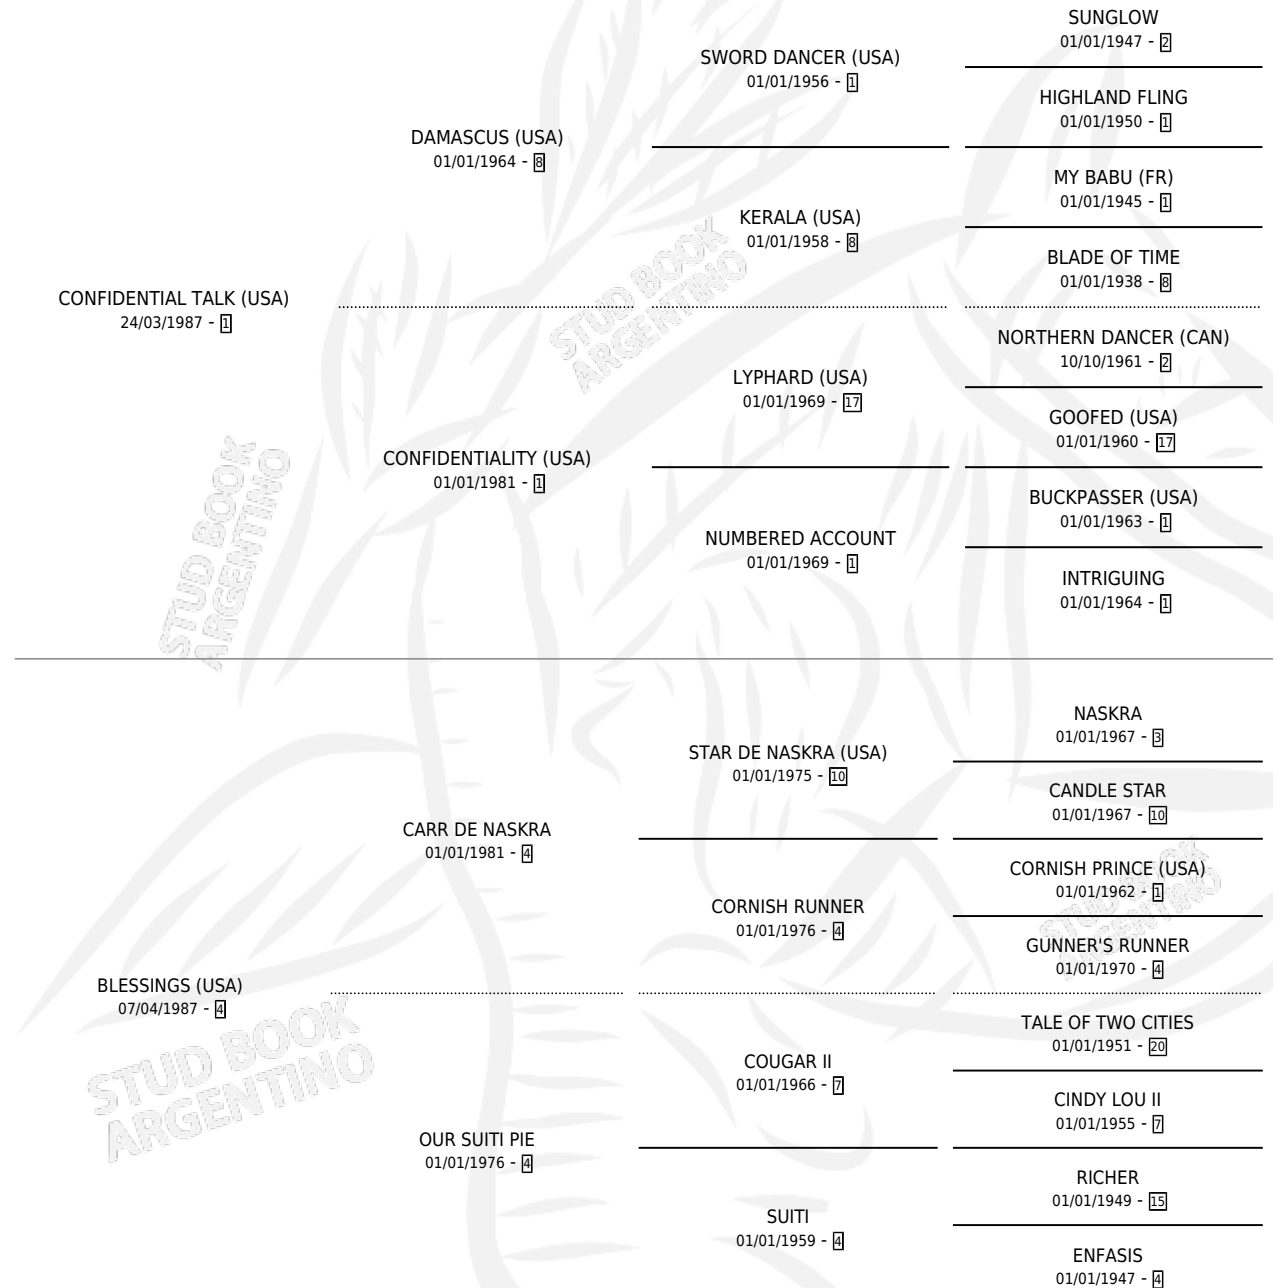 SUNGLOW
01/01/1947 - 2
SWORD DANCER (USA)
01/01/1956 - 1
HIGHLAND FLING
01/01/1950 - 1
DAMASCUS (USA)
01/01/1964 - 8
MY BABU (FR)
01/01/1945 - 1
KERALA (USA)
01/01/1958 - 8
BLADE OF TIME
01/01/1938 - 8
CONFIDENTIAL TALK (USA)
24/03/1987 - 1
NORTHERN DANCER (CAN)
10/10/1961 - 2
LYPHARD (USA)
01/01/1969 - 17
GOOFED (USA)
01/01/1960 - 17
CONFIDENTIALITY (USA)
01/01/1981 - 1
BUCKPASSER (USA)
01/01/1963 - 1
NUMBERED ACCOUNT
01/01/1969 - 1
INTRIGUING
01/01/1964 - 1
STUD BOOK
ARGENTINO
STUD BOOK
ARGENTINO
NASKRA
01/01/1967 - 3
STAR DE NASKRA (USA)
01/01/1975 - 10
CANDLE STAR
01/01/1967 - 10
CARR DE NASKRA
01/01/1981 - 4
CORNISH PRINCE (USA)
01/01/1962 - 1
CORNISH RUNNER
01/01/1976 - 4
GUNNER'S RUNNER
01/01/1970 - 4
BLESSINGS (USA)
07/04/1987 - 4
TALE OF TWO CITIES
01/01/1951 - 20
COUGAR II
01/01/1966 - 7
CINDY LOU II
01/01/1955 - 7
OUR SUITI PIE
01/01/1976 - 4
RICHER
01/01/1949 - 15
SUITI
01/01/1959 - 4
ENFASIS
01/01/1947 - 4
STUD BOOK
ARGENTINO
STUD BOOK
ARGENTINO